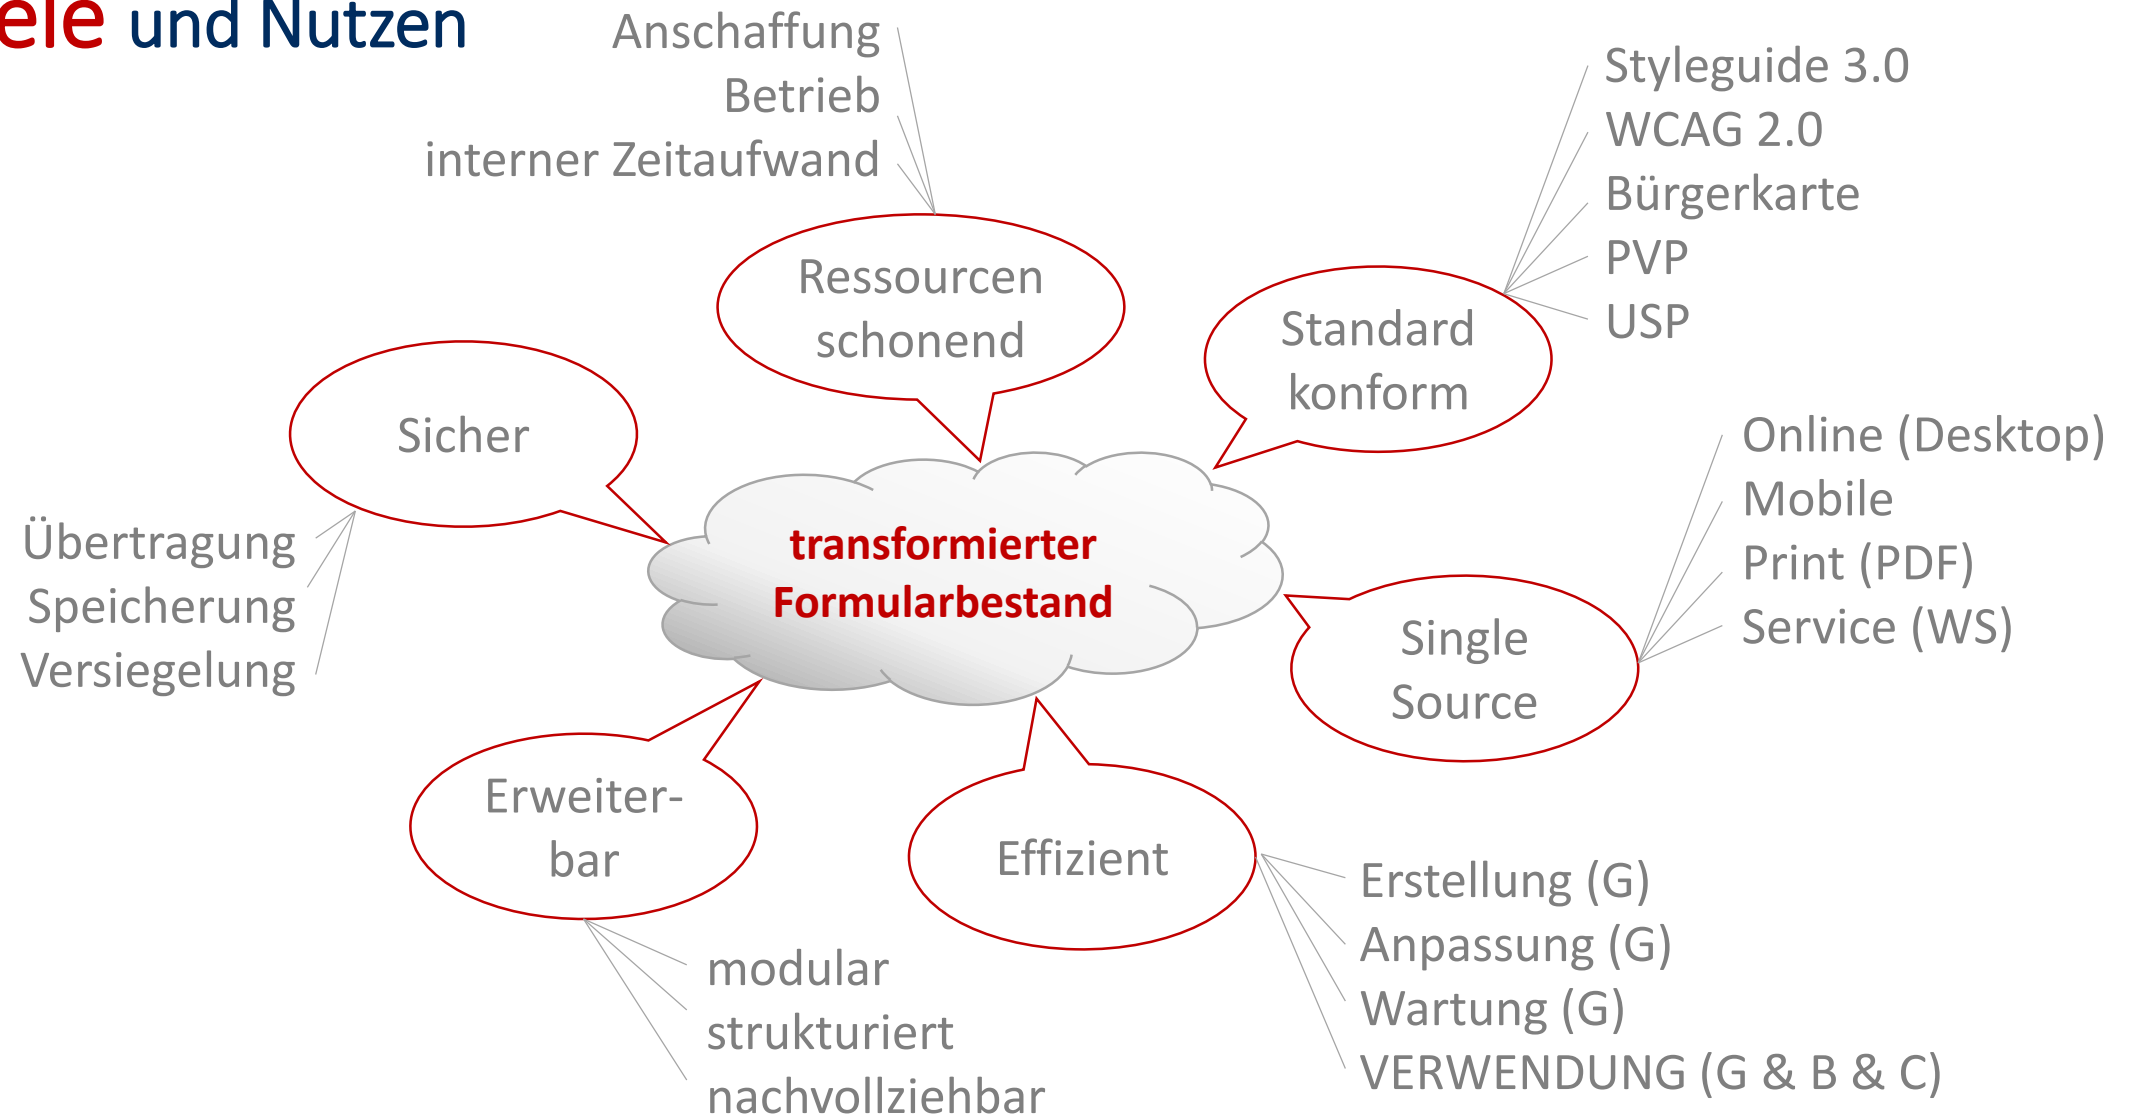 ele und Nutzen
Anschaffung
Betrieb
interner Zeitaufwand
Ressourcen
schonend
Styleguide 3.0
WCAG 2.0
Bürgerkarte
PVP
USP
Standard
konform
Sicher
Übertragung
Speicherung
Versiegelung
transformierter
Formularbestand
Online (Desktop)
Mobile
Print (PDF)
Service (WS)
Single
Source
Erweiter-
bar
modular
strukturiert
nachvollziehbar
Effizient
Erstellung (G)
Anpassung (G)
Wartung (G)
VERWENDUNG (G & B & C)